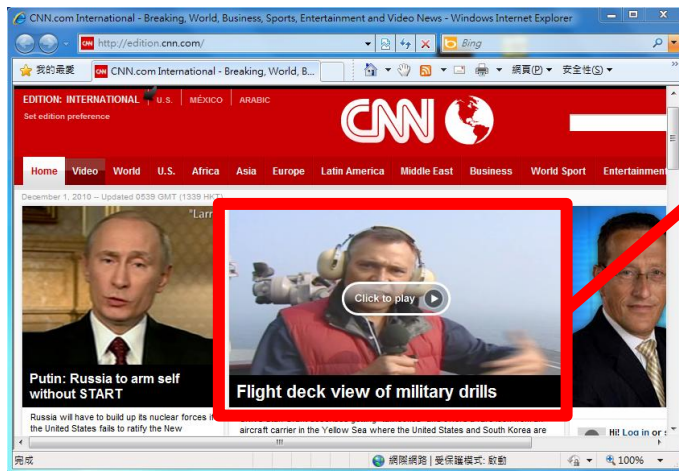 CNN.com International - Breaking, World, Business, Sports, Entertainment and Video News - Windows Internet Explorer
http://edition.cnn.com/
Bing
我的最愛
CNN.com International - Breaking, World, B...
網頁(P)
安全性(S)
EDITION: INTERNATIONAL U.S. MÉXICO ARABIC
Set edition preference
CNN
Home Video World U.S. Africa Asia Europe Latin America Middle East Business World Sport Entertainment
December 1, 2010 -- Updated 0539 GMT (1339 HKT)
"Larr
Click to play
Putin: Russia to arm self
without START
Flight deck view of military drills
Russia will have to build up its nuclear forces if
the United States fails to ratify the New
aircraft carrier in the Yellow Sea where the United States and South Korea are
Hi! Log in or
完成
網際網路 | 受保護模式: 啟動
100%